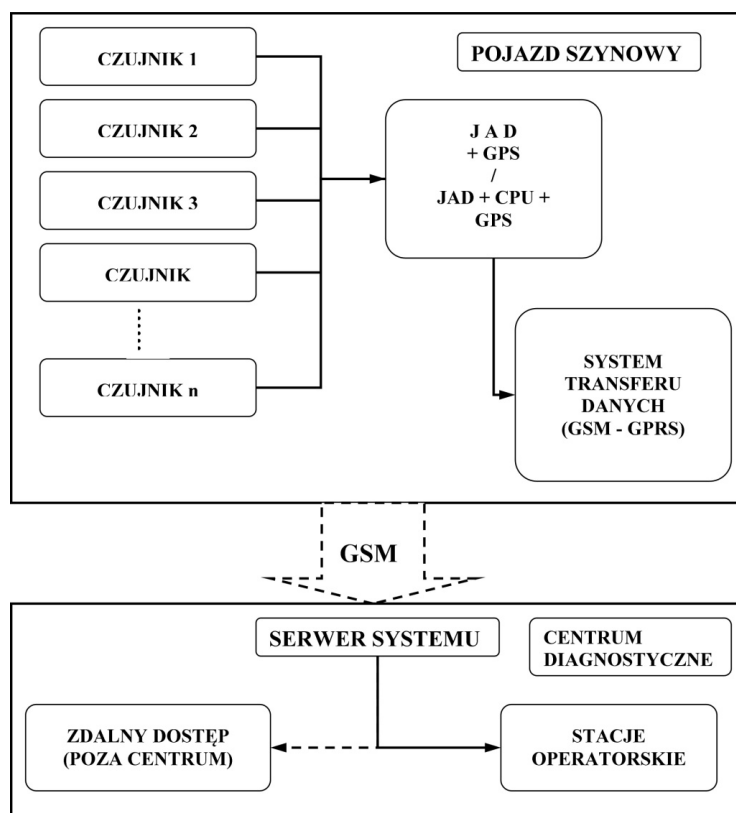 CZUJNIK 1
CZUJNIK 2
CZUJNIK 3
CZUJNIK
CZUJNIK n
POJAZD SZYNOWY
J A D
+ GPS
/
JAD + CPU +
GPS
SYSTEM
TRANSFERU
DANYCH
(GSM - GPRS)
GSM
SERWER SYSTEMU
CENTRUM
DIAGNOSTYCZNE
ZDALNY DOSTĘP
(POZA CENTRUM)
STACJE
OPERATORSKIE